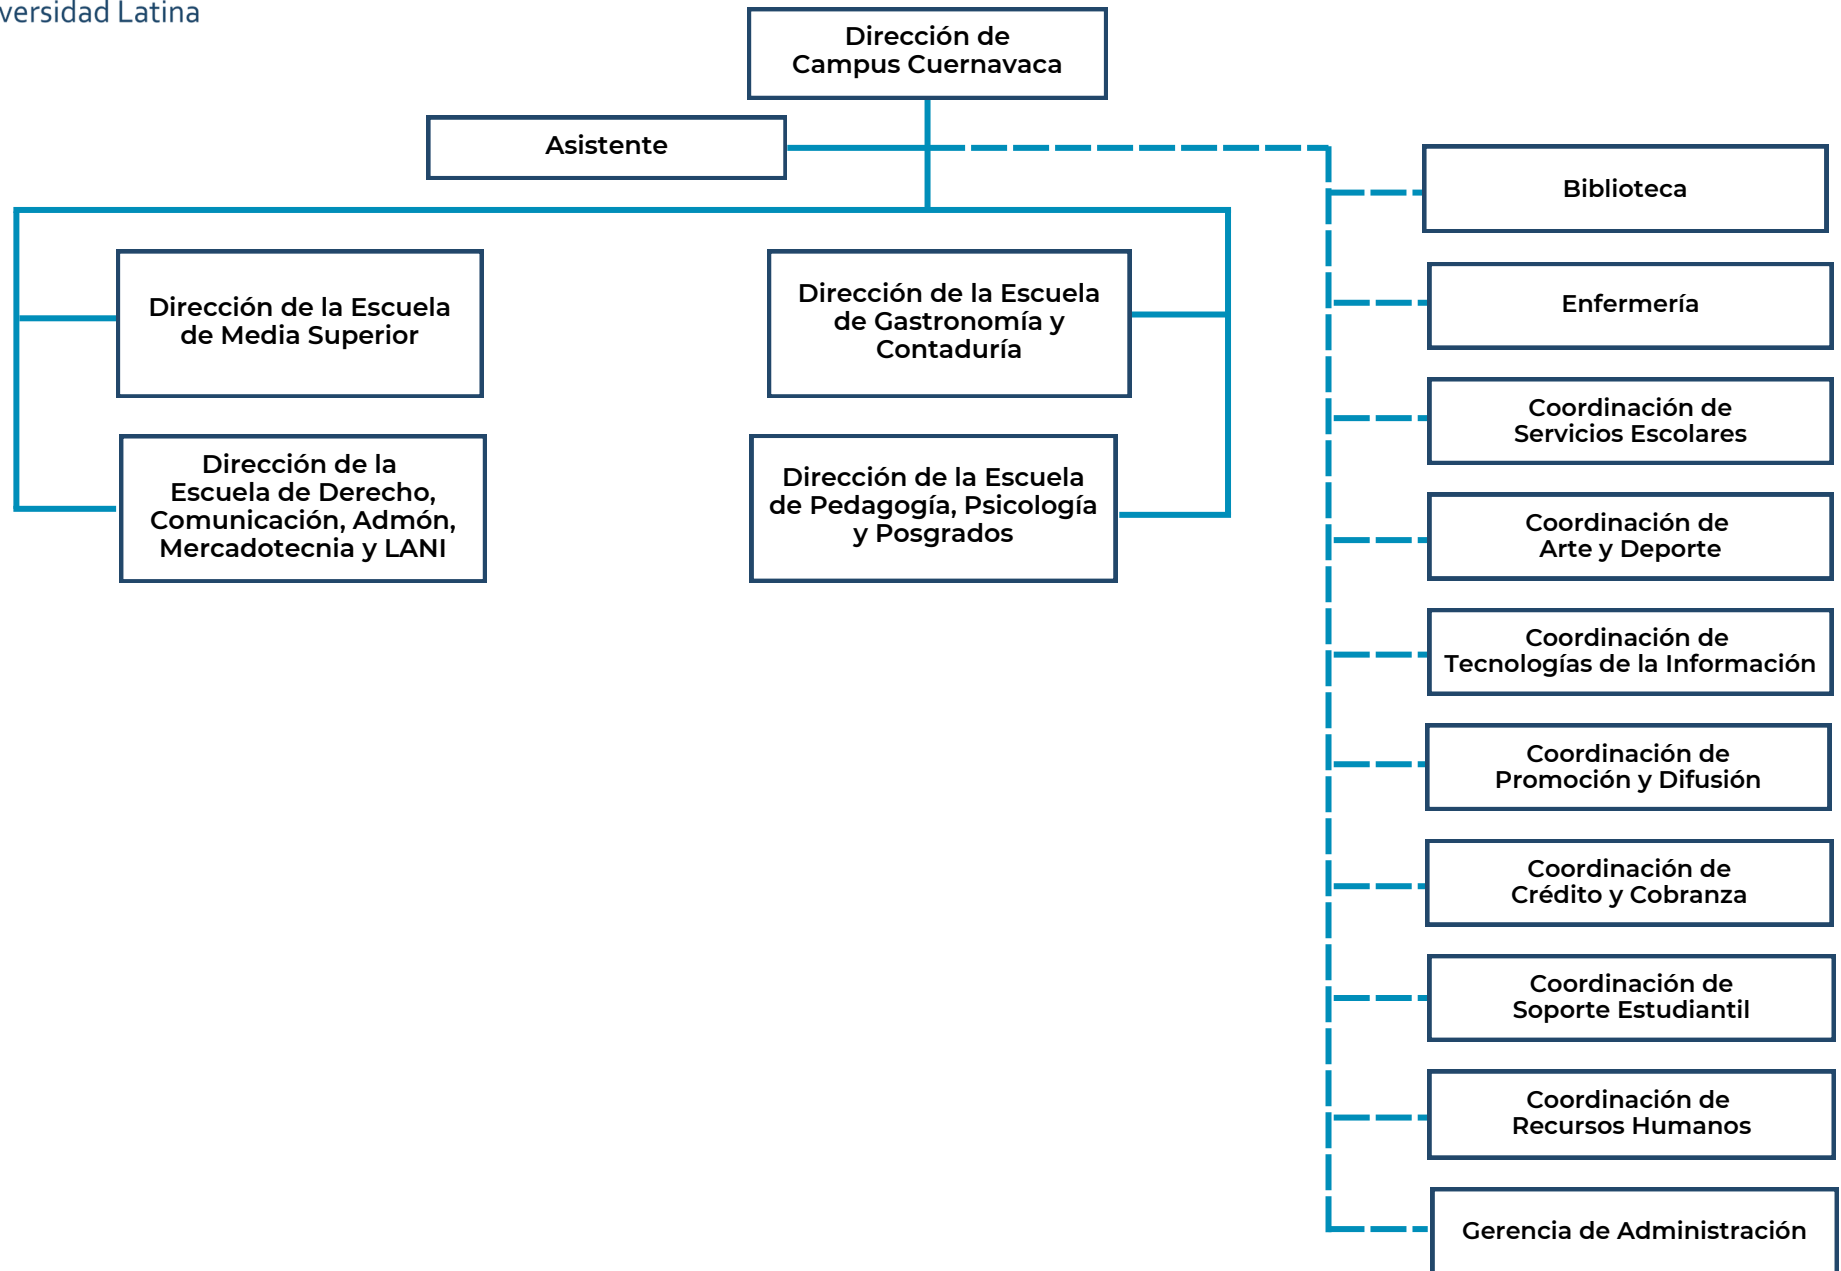 versidad Latina
Dirección de
Campus Cuernavaca
Asistente
Dirección de la Escuela
de Media Superior
Dirección de la Escuela
de Gastronomía y
Contaduría
Dirección de la
Escuela de Derecho,
Comunicación, Admón,
Mercadotecnia y LANI
Dirección de la Escuela
de Pedagogía, Psicología
y Posgrados
Biblioteca
Enfermería
Coordinación de
Servicios Escolares
Coordinación de
Arte y Deporte
Coordinación de
Tecnologías de la Información
Coordinación de
Promoción y Difusión
Coordinación de
Crédito y Cobranza
Coordinación de
Soporte Estudiantil
Coordinación de
Recursos Humanos
Gerencia de Administración